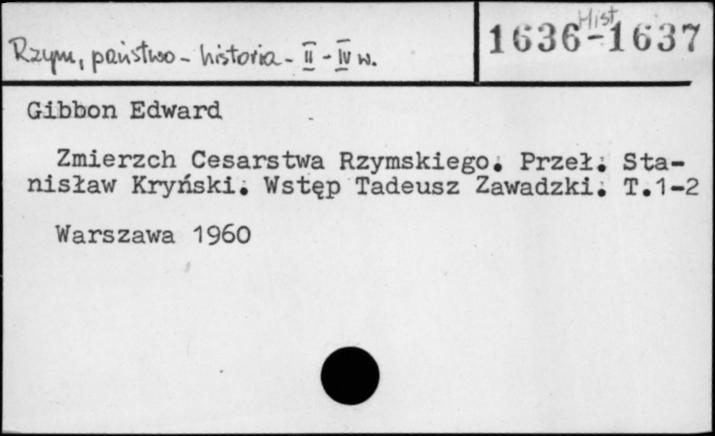 Rzym, państwo - historia - II - IV w.
Hist
1636-1637
Gibbon Edward
Zmierzch Cesarstwa Rzymskiego. Przeł. Sta-
nisław Kryński. Wstęp Tadeusz Zawadzki. T.1-2
Warszawa 1960